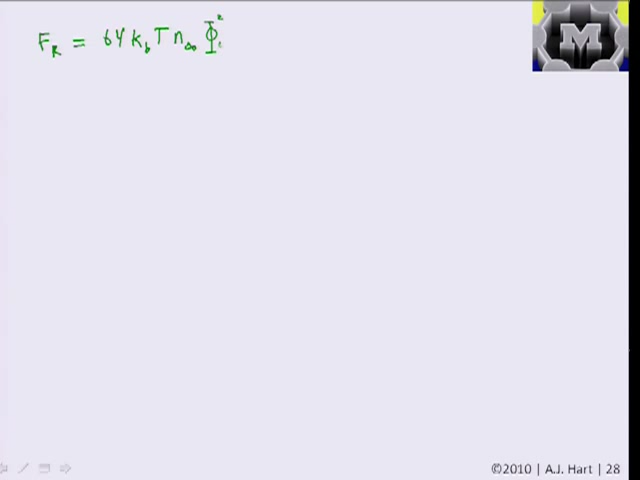 F_R = 64 k_b T n_∞ Φ²
M
©2010 | A.J. Hart | 28